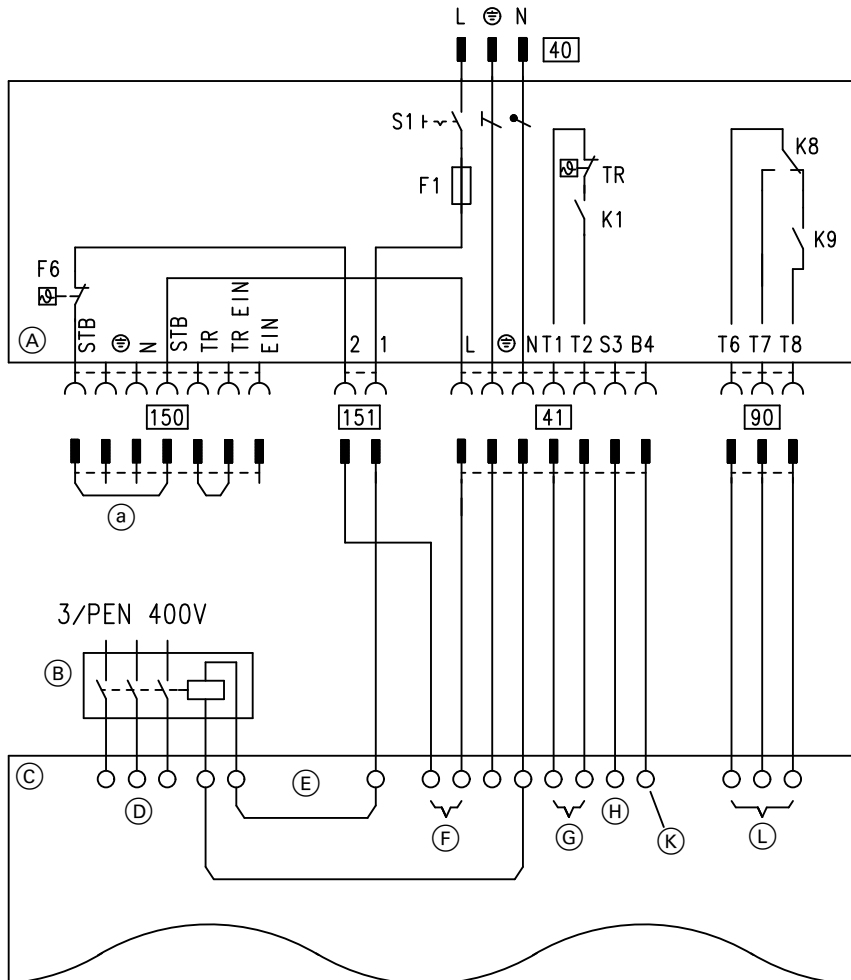 L ⏚ N
40
S1
F1
TR
K1
K8
K9
F6
A
STB ⏚ N STB TR TR EIN EIN
2 1
L ⏚ N T1 T2 S3 B4
T6 T7 T8
150
151
41
90
a
3/PEN 400V
B
C
D
E
F
G
H
K
L